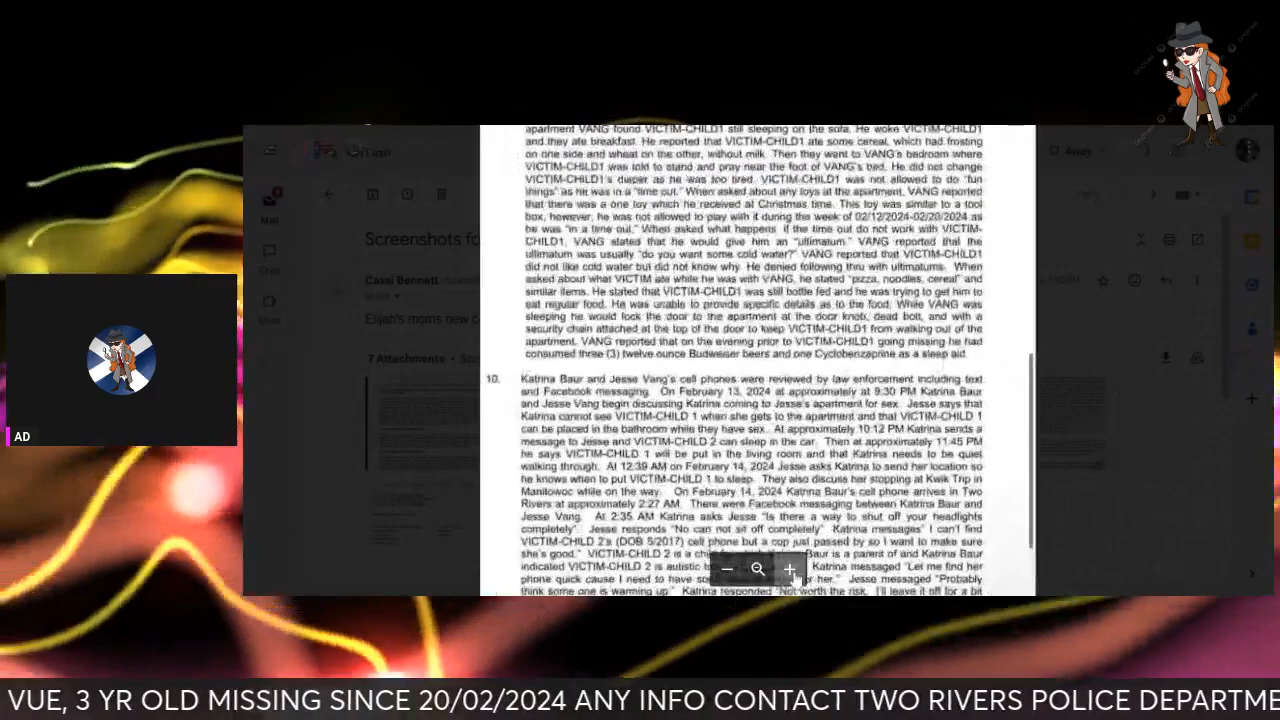 Gmail
Away
Mail
Chat
Screenshots fo
Cassi Bennett
Elijah's moms new c
7 Attachments
AD
apartment VANG found VICTIM-CHILD1 still sleeping on the sofa. He woke VICTIM-CHILD1
and they ate breakfast. He reported that VICTIM-CHILD1 ate some cereal, which had frosting
on one side and wheat on the other, without milk. Then they went to VANG's bedroom where
VICTIM-CHILD1 was told to stand and pray near the foot of VANG's bed. He did not change
VICTIM-CHILD1's diaper as he was too tired. VICTIM-CHILD1 was not allowed to do "fun
things" as he was in a "time out." When asked about any toys at the apartment, VANG reported
that there was a one toy which he received at Christmas time. This toy was similar to a tool
box, however, he was not allowed to play with it during the week of 02/12/2024-02/20/2024 as
he was "in a time out." When asked what happens if the time out do not work with VICTIM-
CHILD1, VANG stated that he would give him an "ultimatum." VANG reported that the
ultimatum was usually "do you want some cold water?" VANG reported that VICTIM-CHILD1
did not like cold water but did not know why. He denied following thru with ultimatums. When
asked about what VICTIM ate while he was with VANG, he stated "pizza, noodles, cereal" and
similar items. He stated that VICTIM-CHILD1 was still bottle fed and he was trying to get him to
eat regular food. He was unable to provide specific details as to the food. While VANG was
sleeping he would lock the door to the apartment at the door knob, dead bolt, and with a
security chain attached at the top of the door to keep VICTIM-CHILD1 from walking out of the
apartment. VANG reported that on the evening prior to VICTIM-CHILD1 going missing he had
consumed three (3) twelve ounce Budweiser beers and one Cyclobenzaprine as a sleep aid.
10. Katrina Baur and Jesse Vang's cell phones were reviewed by law enforcement including text
and Facebook messaging. On February 13, 2024 at approximately at 9:30 PM Katrina Baur
and Jesse Vang begin discussing Katrina coming to Jesse's apartment for sex. Jesse says that
Katrina cannot see VICTIM-CHILD 1 when she gets to the apartment and that VICTIM-CHILD 1
can be placed in the bathroom while they have sex. At approximately 10:12 PM Katrina sends a
message to Jesse and VICTIM-CHILD 2 can sleep in the car. Then at approximately 11:45 PM
he says VICTIM-CHILD 1 will be put in the living room and that Katrina needs to be quiet
walking through. At 12:39 AM on February 14, 2024 Jesse asks Katrina to send her location so
he knows when to put VICTIM-CHILD 1 to sleep. They also discuss her stopping at Kwik Trip in
Manitowoc while on the way. On February 14, 2024 Katrina Baur's cell phone arrives in Two
Rivers at approximately 2:27 AM. There were Facebook messaging between Katrina Baur and
Jesse Vang. At 2:35 AM Katrina asks Jesse "Is there a way to shut off your headlights
completely". Jesse responds "No can not sit off completely" Katrina messages" I can't find
VICTIM-CHILD 2's (DOB 5/2017) cell phone but a cop just passed by so I want to make sure
she's good." VICTIM-CHILD 2 is a chi Baur is a parent of and Katrina Baur
indicated VICTIM-CHILD 2 is autistic Katrina messaged "Let me find her
phone quick cause I need to have so her." Jesse messaged "Probably
think some one is warming up." Katrina responded "Not worth the risk. I'll leave it off for a bit
VUE, 3 YR OLD MISSING SINCE 20/02/2024 ANY INFO CONTACT TWO RIVERS POLICE DEPARTME